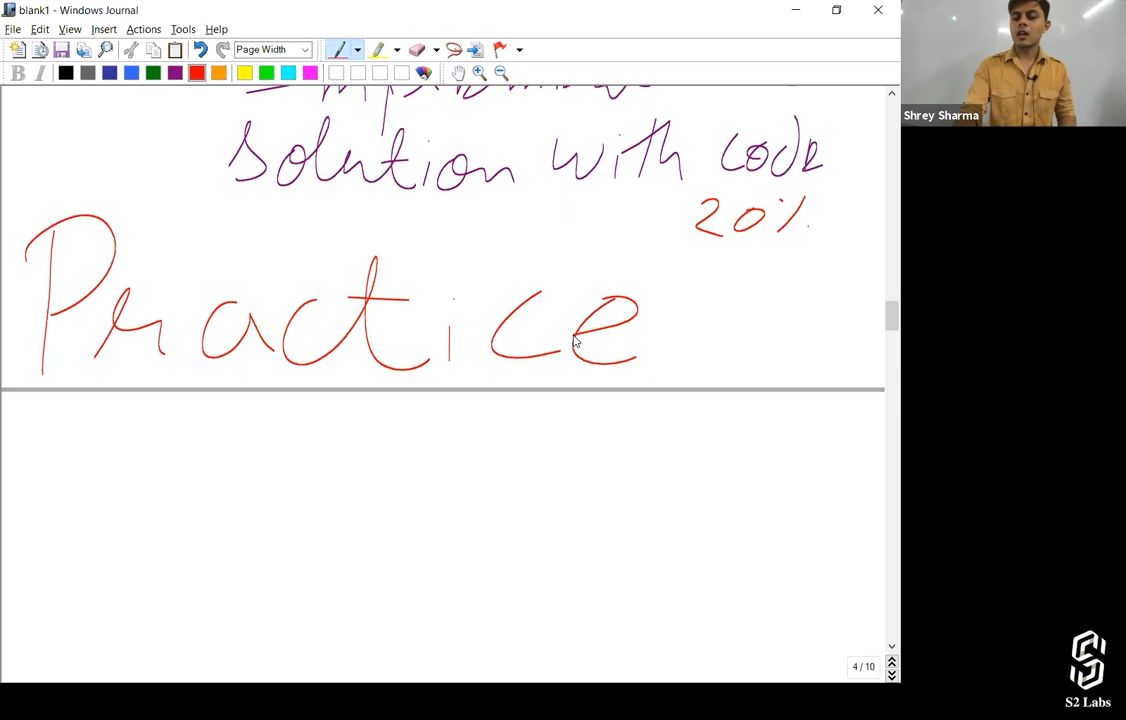 blank1 - Windows Journal
File Edit View Insert Actions Tools Help
Page Width
B I
Shrey Sharma
solution with code
20%
Practice
4 / 10
S2 Labs